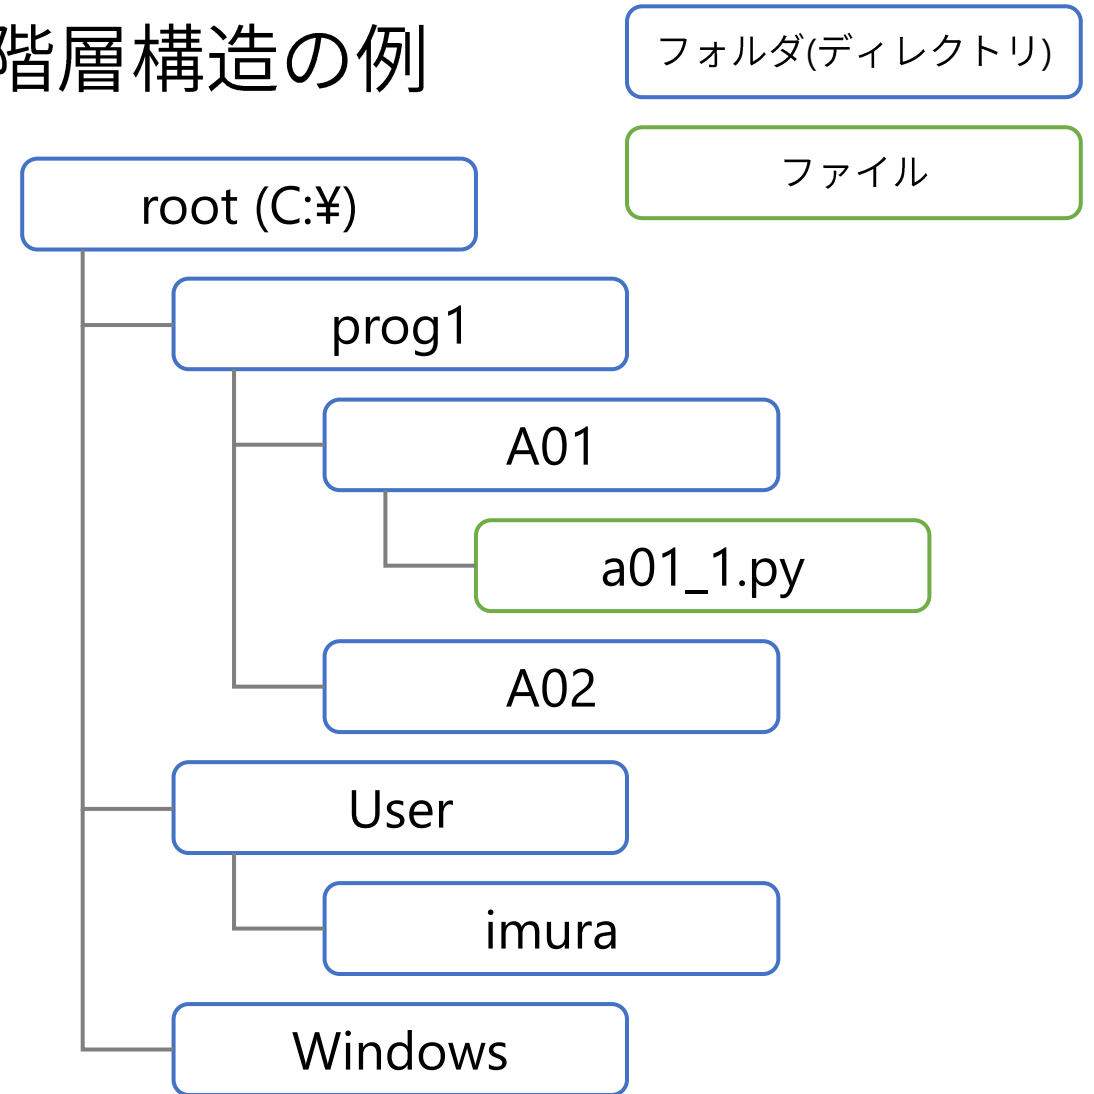 階層構造の例
フォルダ(ディレクトリ)
ファイル
root (C:¥)
prog1
A01
a01_1.py
A02
User
imura
Windows